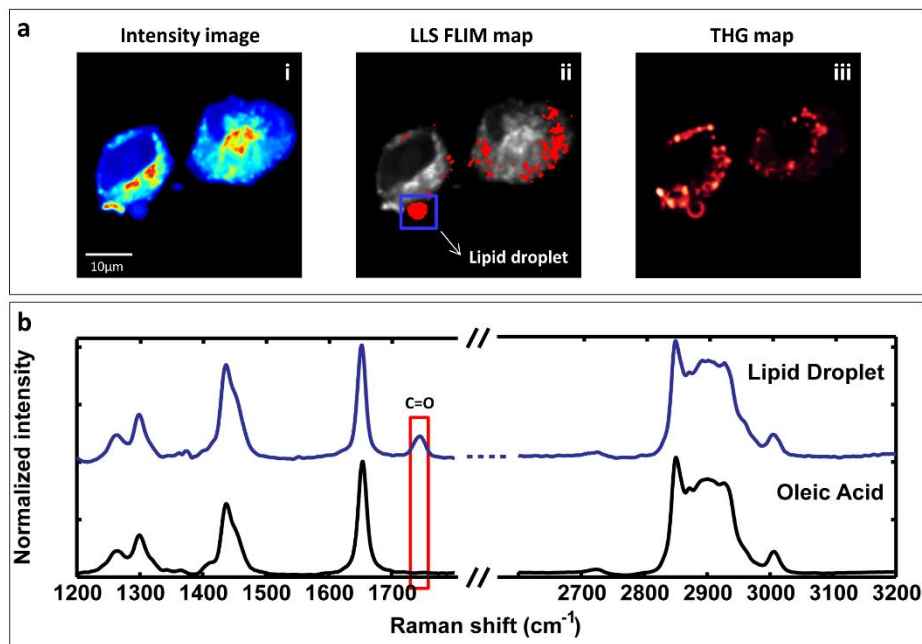 a
Intensity image
LLS FLIM map
THG map
i
ii
iii
10µm
Lipid droplet
b
Normalized intensity
//
C=O
Lipid Droplet
Oleic Acid
//
1200 1300 1400 1500 1600 1700 2700 2800 2900 3000 3100 3200
Raman shift (cm-1)